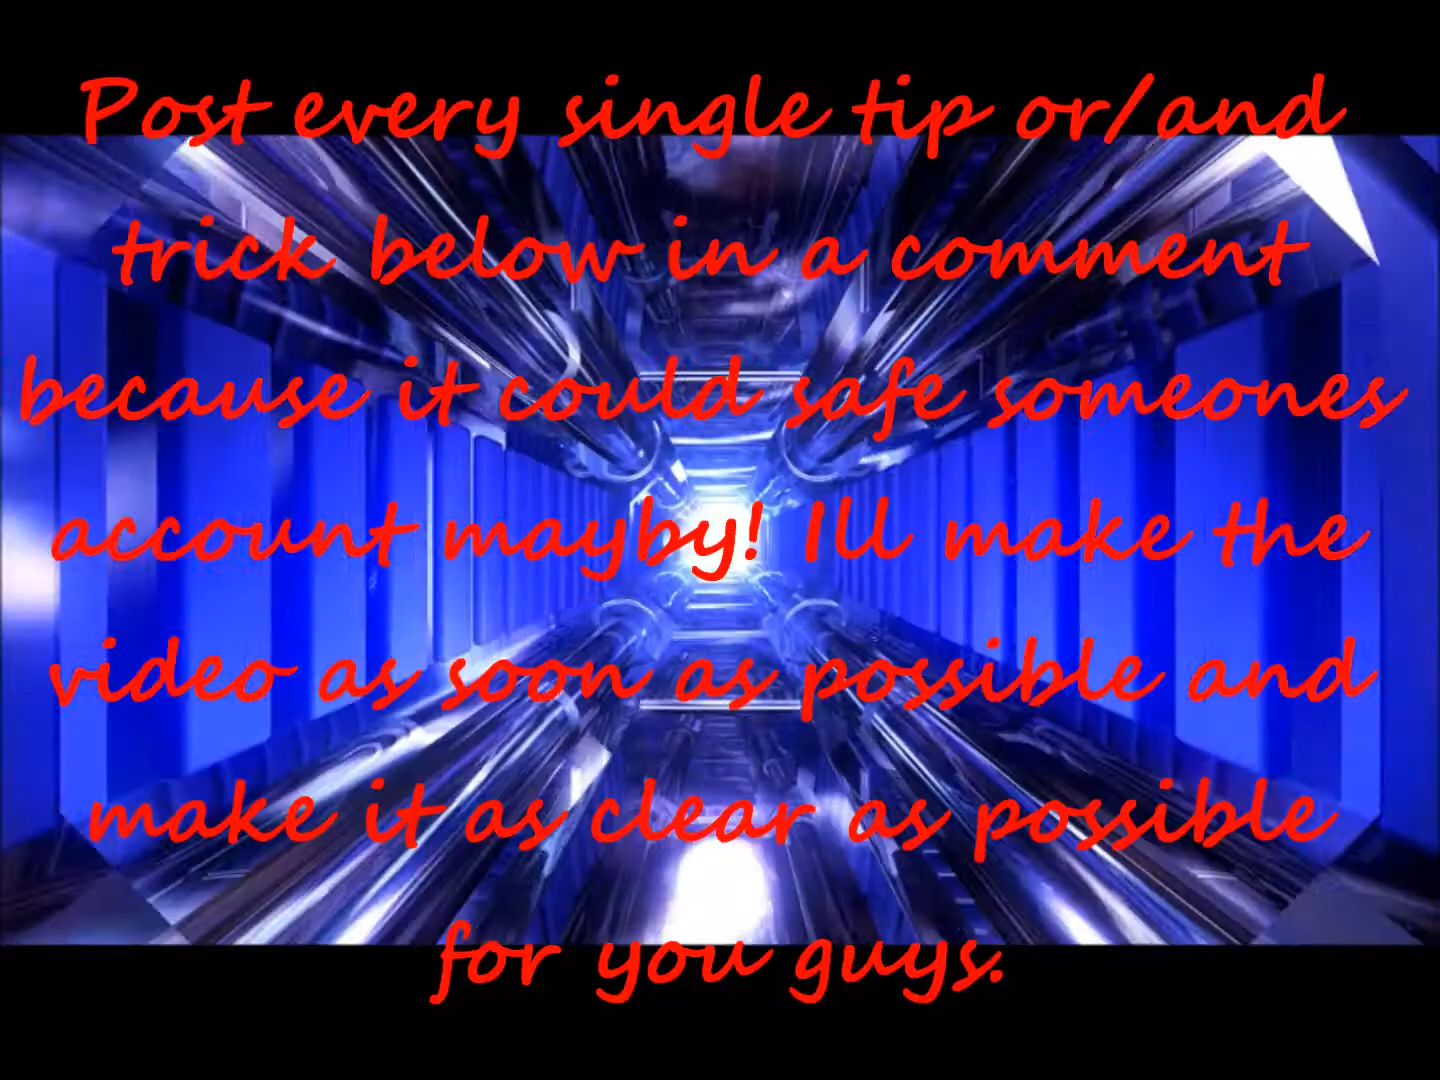 Post every single tip or/and
trick below in a comment
because it could safe someones
account mayby! Ill make the
video as soon as possible and
make it as clear as possible
for you guys.